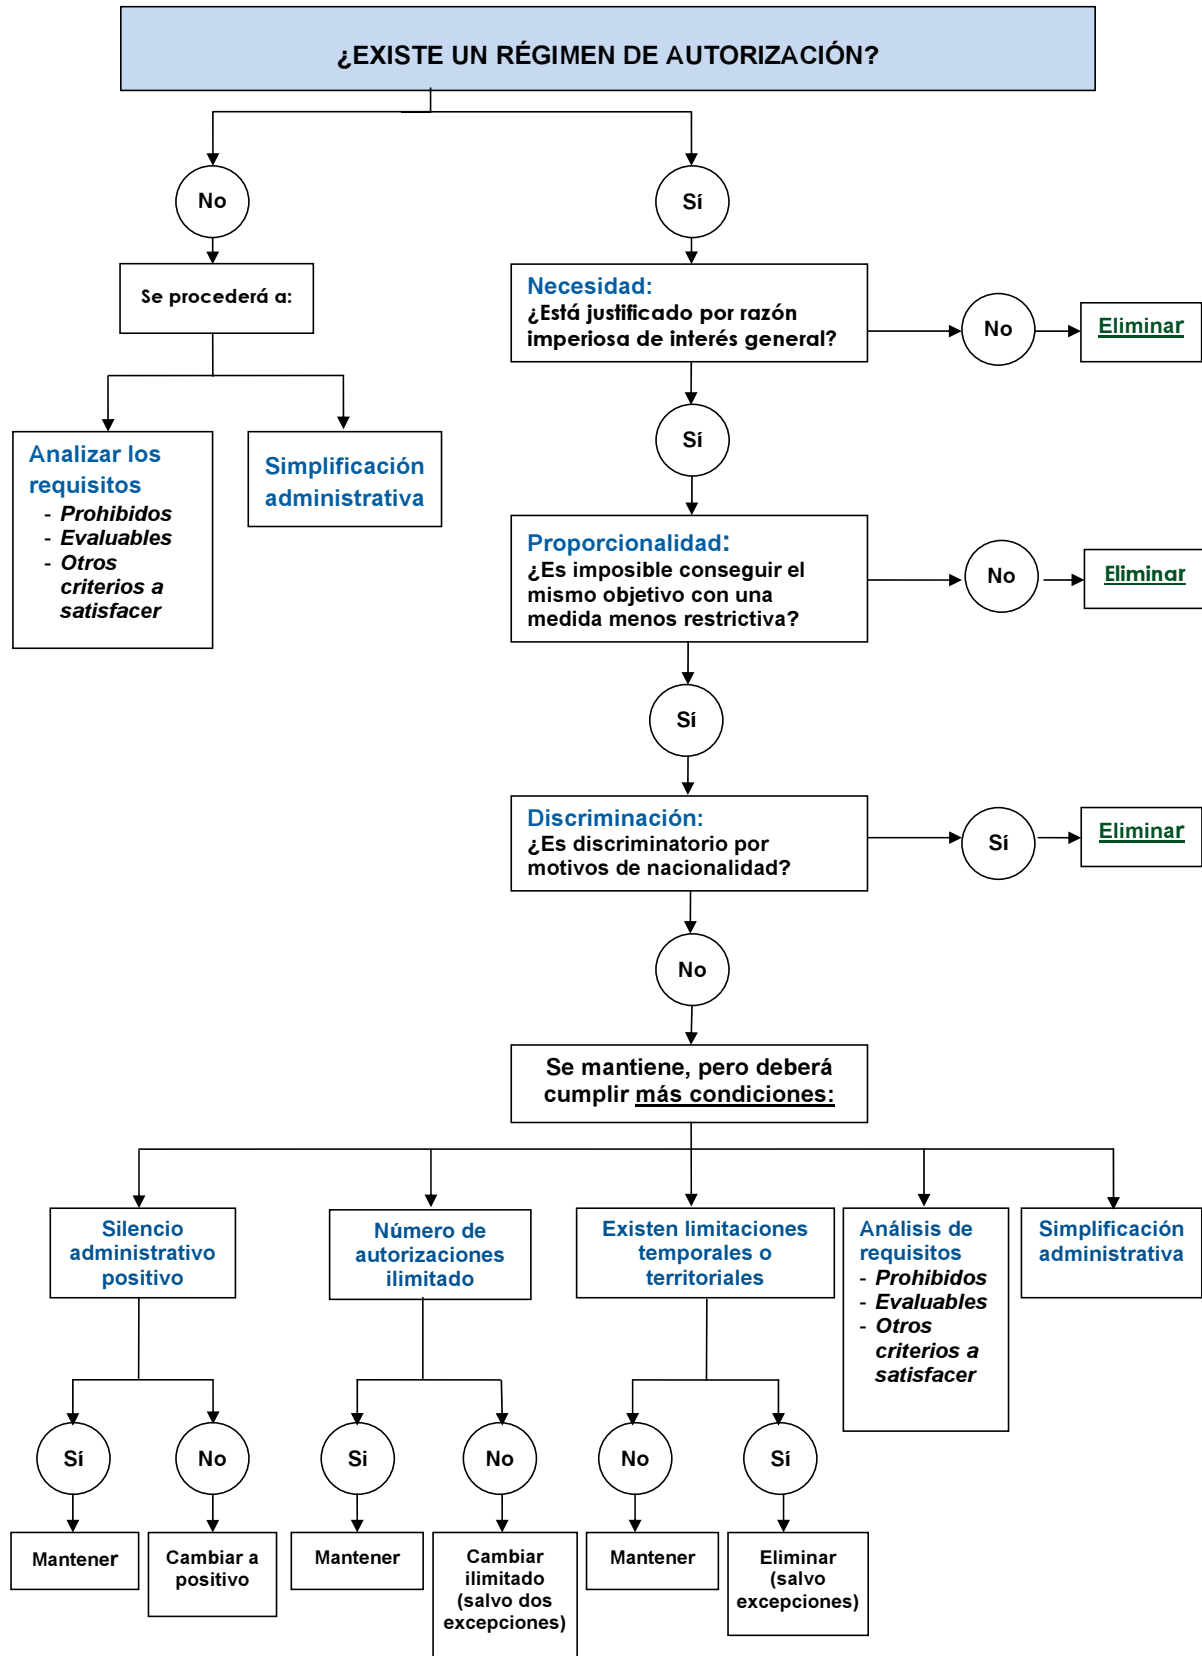 ¿EXISTE UN RÉGIMEN DE AUTORIZACIÓN?
No
Sí
Se procederá a:
Necesidad:
¿Está justificado por razón
imperiosa de interés general?
No
Eliminar
Sí
Analizar los
requisitos
- Prohibidos
- Evaluables
- Otros
criterios a
satisfacer
Simplificación
administrativa
Proporcionalidad:
¿Es imposible conseguir el
mismo objetivo con una
medida menos restrictiva?
No
Eliminar
Sí
Discriminación:
¿Es discriminatorio por
motivos de nacionalidad?
Sí
Eliminar
No
Se mantiene, pero deberá
cumplir más condiciones:
Silencio
administrativo
positivo
Número de
autorizaciones
ilimitado
Existen limitaciones
temporales o
territoriales
Análisis de
requisitos
- Prohibidos
- Evaluables
- Otros
criterios a
satisfacer
Simplificación
administrativa
Sí
No
Si
No
No
Sí
Mantener
Cambiar a
positivo
Mantener
Cambiar
ilimitado
(salvo dos
excepciones)
Mantener
Eliminar
(salvo
excepciones)